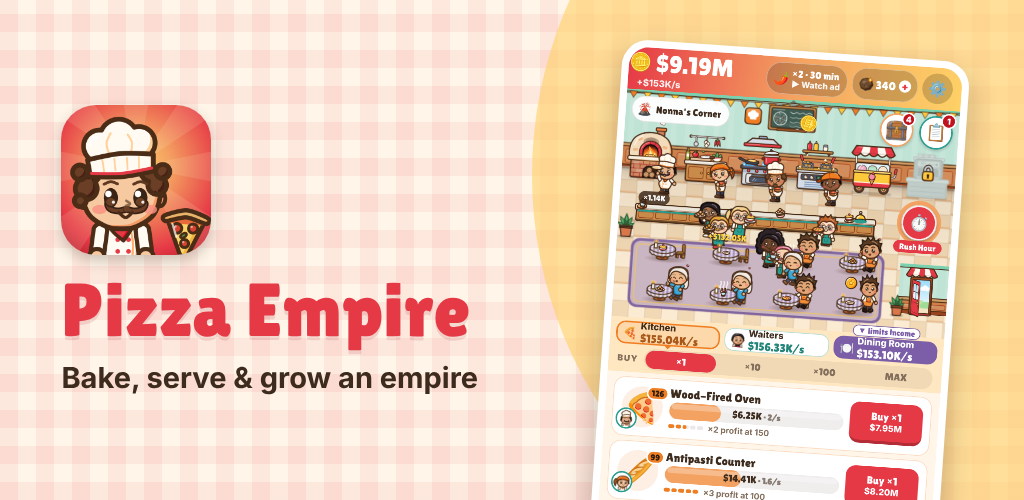 Pizza Empire
Bake, serve & grow an empire
$9.19M
+$153K/s
×2 · 30 min
▶ Watch ad
340 +
Nonna's Corner
4
1
×1.14K
Rush Hour
▼ limits income
Kitchen
$155.04K/s
Waiters
$156.33K/s
Dining Room
$153.10K/s
BUY
×1
×10
×100
MAX
126
Wood-Fired Oven
$6.25K · 2/s
×2 profit at 150
Buy ×1
$7.95M
99
Antipasti Counter
$14.41K · 1.6/s
×3 profit at 100
Buy ×1
$8.20M